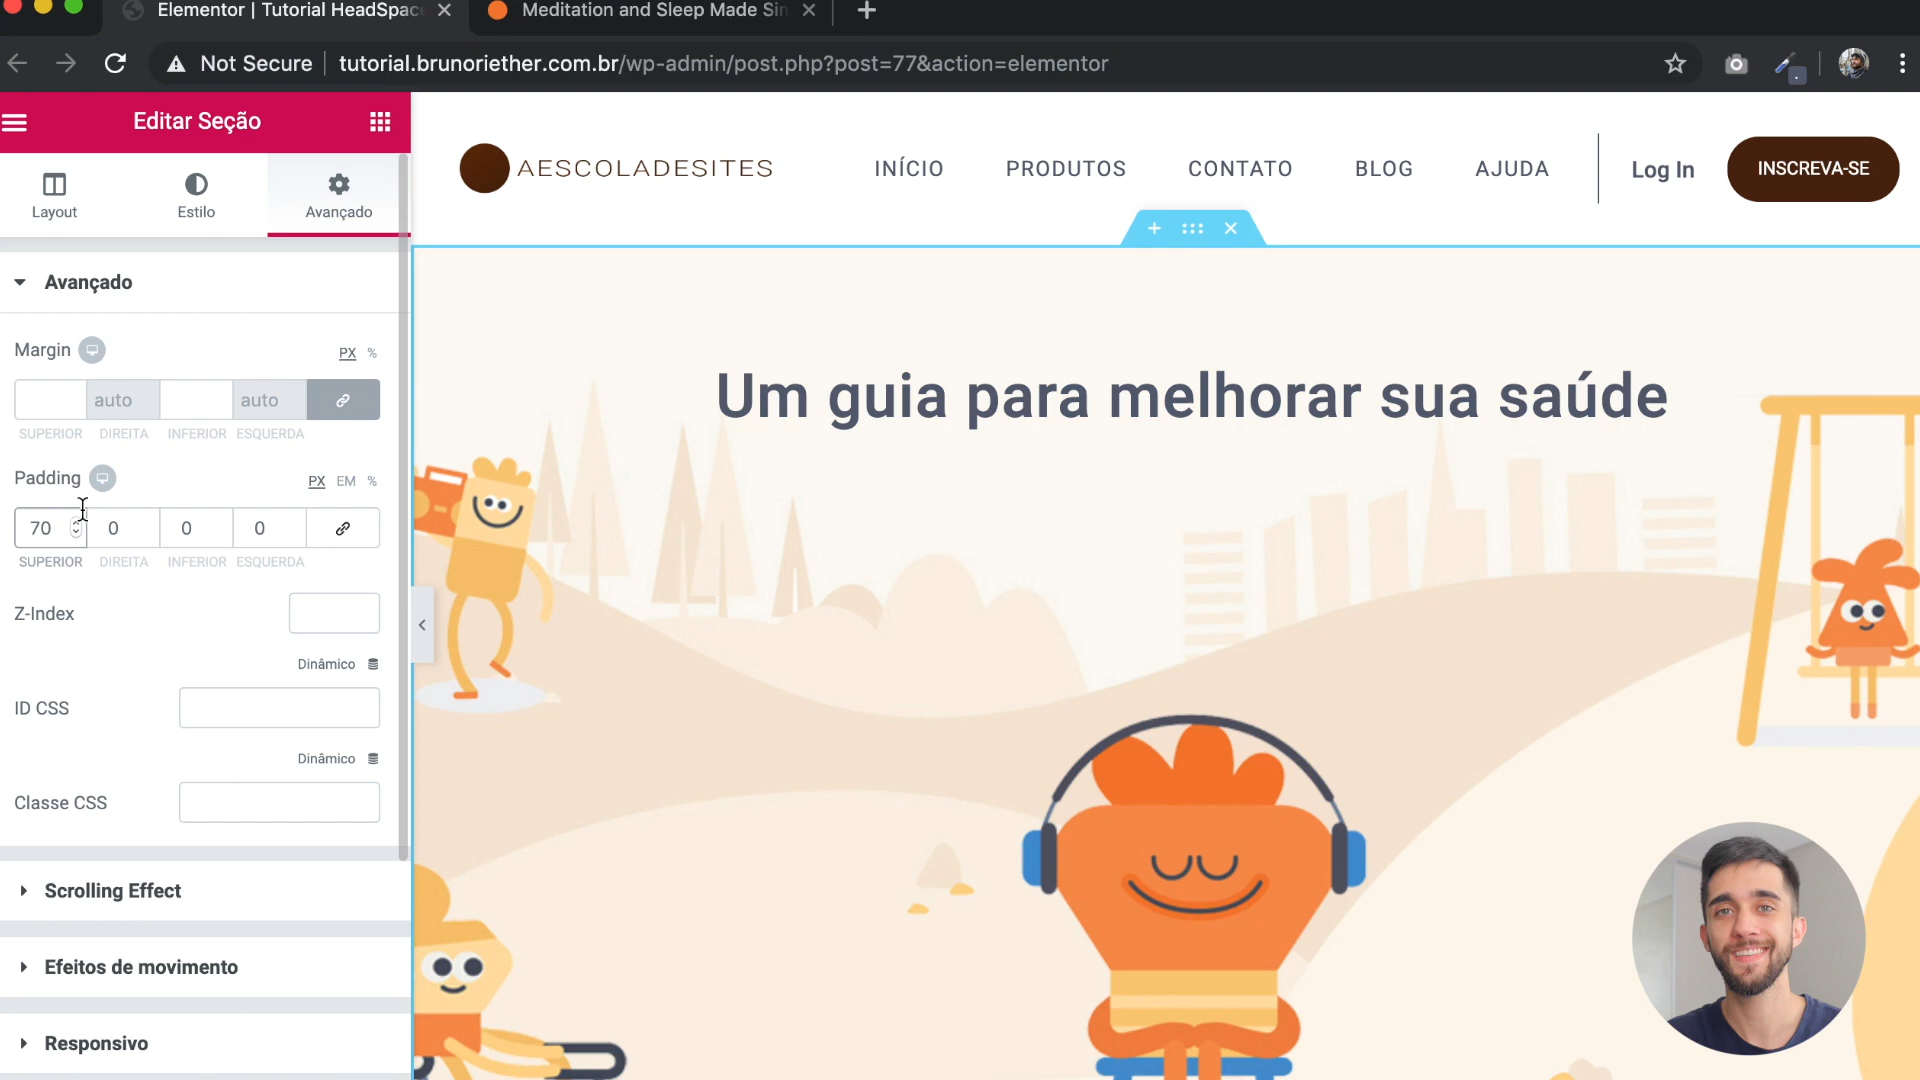 Elementor | Tutorial HeadSpac
Meditation and Sleep Made Sim
Not Secure
tutorial.brunoriether.com.br/wp-admin/post.php?post=77&action=elementor
Editar Seção
Layout
Estilo
Avançado
AESCOLADESITES
INÍCIO
PRODUTOS
CONTATO
BLOG
AJUDA
Log In
INSCREVA-SE
Avançado
Margin
PX %
auto auto
SUPERIOR DIREITA INFERIOR ESQUERDA
Padding
PX EM %
70 0 0 0
SUPERIOR DIREITA INFERIOR ESQUERDA
Z-Index
Dinâmico
ID CSS
Dinâmico
Classe CSS
Scrolling Effect
Efeitos de movimento
Responsivo
Um guia para melhorar sua saúde